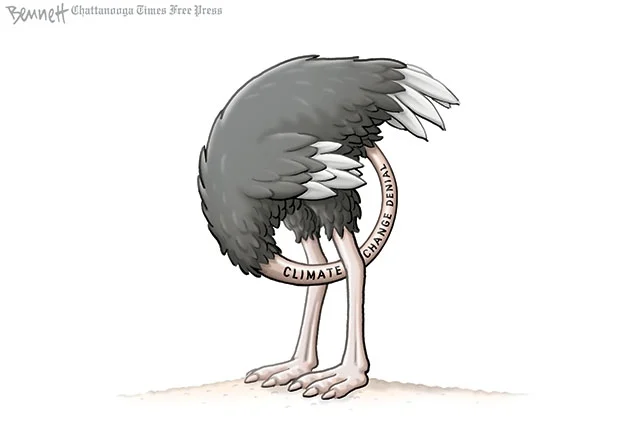 Bennett Chattanooga Times Free Press
CLIMATE CHANGE DENIAL